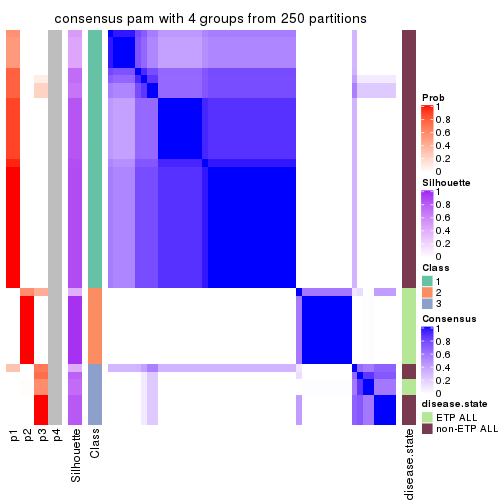 consensus pam with 4 groups from 250 partitions
Prob
1
0.8
0.6
0.4
0.2
0
Silhouette
1
0.8
0.6
0.4
0.2
0
Class
1
2
3
Consensus
1
0.8
0.6
0.4
0.2
0
disease.state
ETP ALL
non-ETP ALL
p1
p2
p3
p4
Silhouette
Class
disease.state